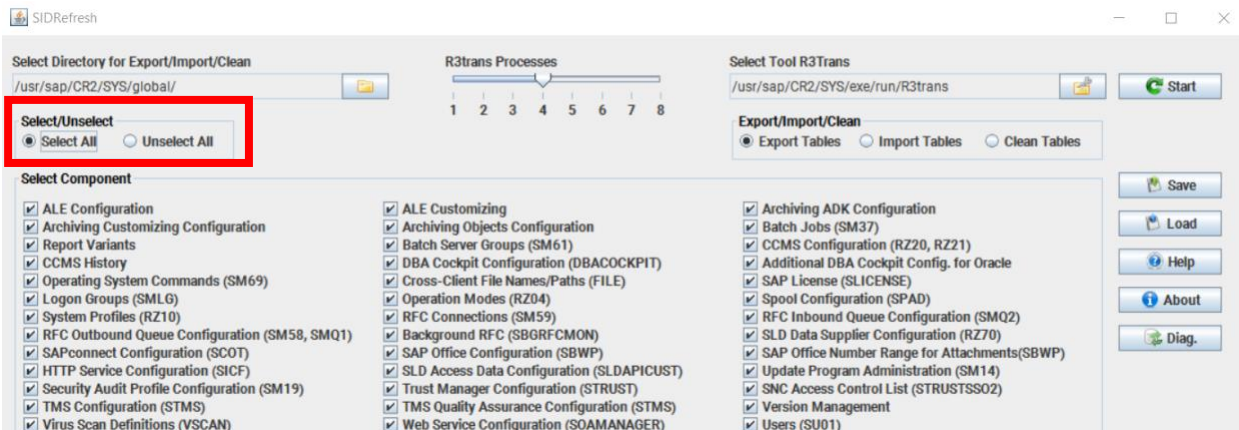 SIDRefresh
Select Directory for Export/Import/Clean
R3trans Processes
Select Tool R3Trans
/usr/sap/CR2/SYS/global/
/usr/sap/CR2/SYS/exe/run/R3trans
Start
1 2 3 4 5 6 7 8
Select/Unselect
Export/Import/Clean
Select All Unselect All
Export Tables Import Tables Clean Tables
Select Component
Save
Load
Help
About
Diag.
ALE Configuration
ALE Customizing
Archiving ADK Configuration
Archiving Customizing Configuration
Archiving Objects Configuration
Batch Jobs (SM37)
Report Variants
Batch Server Groups (SM61)
CCMS Configuration (RZ20, RZ21)
CCMS History
DBA Cockpit Configuration (DBACOCKPIT)
Additional DBA Cockpit Config. for Oracle
Operating System Commands (SM69)
Cross-Client File Names/Paths (FILE)
SAP License (SLICENSE)
Logon Groups (SMLG)
Operation Modes (RZ04)
Spool Configuration (SPAD)
System Profiles (RZ10)
RFC Connections (SM59)
RFC Inbound Queue Configuration (SMQ2)
RFC Outbound Queue Configuration (SM58, SMQ1)
Background RFC (SBGRFCMON)
SLD Data Supplier Configuration (RZ70)
SAPconnect Configuration (SCOT)
SAP Office Configuration (SBWP)
SAP Office Number Range for Attachments(SBWP)
HTTP Service Configuration (SICF)
SLD Access Data Configuration (SLDAPICUST)
Update Program Administration (SM14)
Security Audit Profile Configuration (SM19)
Trust Manager Configuration (STRUST)
SNC Access Control List (STRUSTSSO2)
TMS Configuration (STMS)
TMS Quality Assurance Configuration (STMS)
Version Management
Virus Scan Definitions (VSCAN)
Web Service Configuration (SOAMANAGER)
Users (SU01)